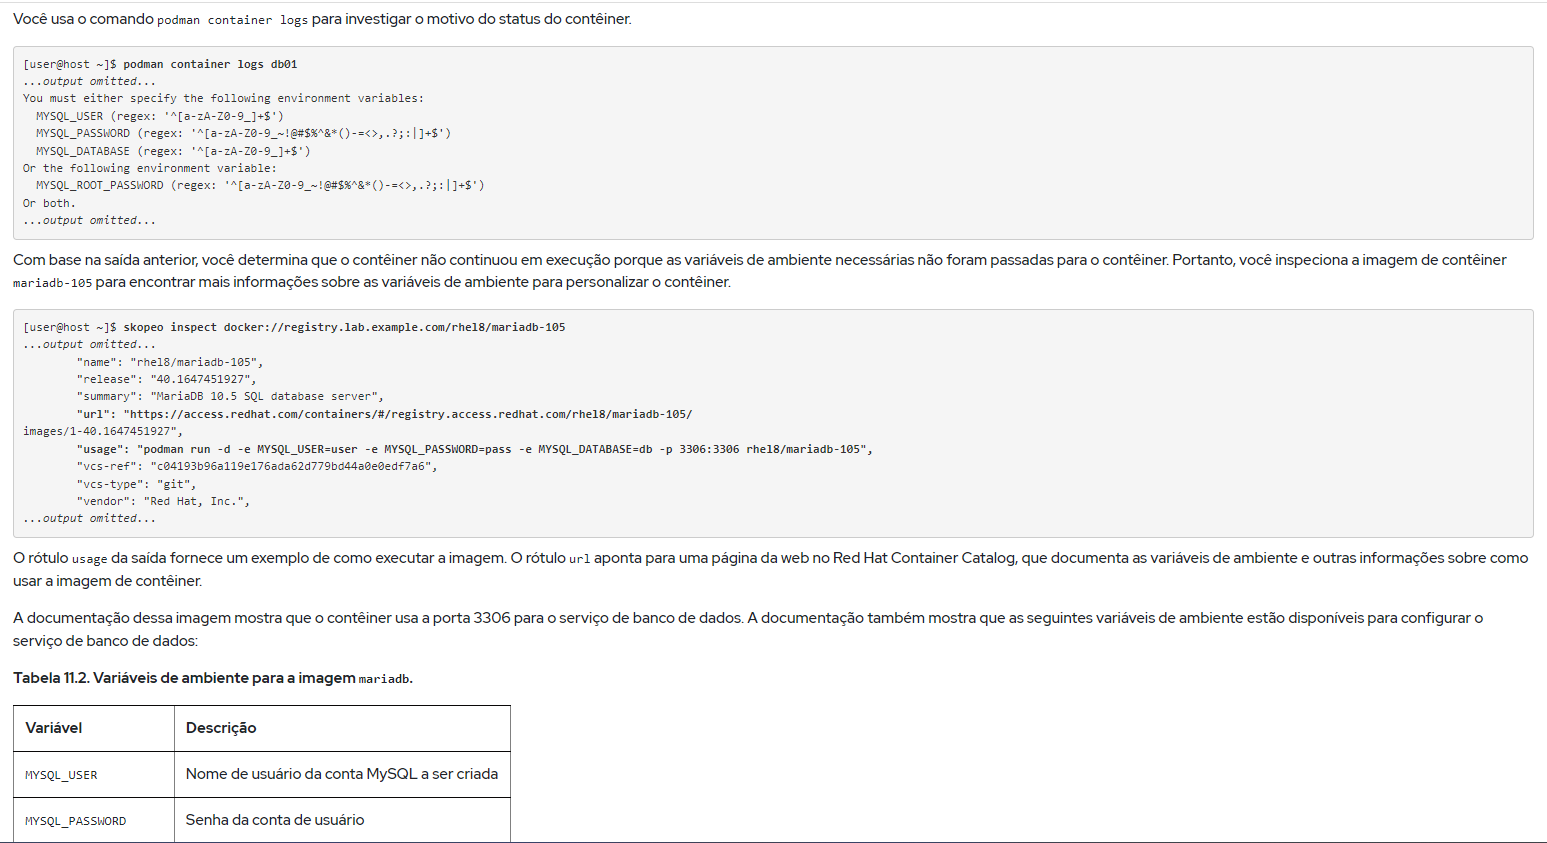 Você usa o comando podman container logs para investigar o motivo do status do contêiner.
[user@host ~]$ podman container logs db01
...output omitted...
You must either specify the following environment variables:
  MYSQL_USER (regex: '^[a-zA-Z0-9_]+$')
  MYSQL_PASSWORD (regex: '^[a-zA-Z0-9_~!@#$%^&*()-=<>,.?;:|]+$')
  MYSQL_DATABASE (regex: '^[a-zA-Z0-9_]+$')
Or the following environment variable:
  MYSQL_ROOT_PASSWORD (regex: '^[a-zA-Z0-9_~!@#$%^&*()-=<>,.?;:|]+$')
Or both.
...output omitted...
Com base na saída anterior, você determina que o contêiner não continuou em execução porque as variáveis de ambiente necessárias não foram passadas para o contêiner. Portanto, você inspeciona a imagem de contêiner
mariadb-105 para encontrar mais informações sobre as variáveis de ambiente para personalizar o contêiner.
[user@host ~]$ skopeo inspect docker://registry.lab.example.com/rhel8/mariadb-105
...output omitted...
        "name": "rhel8/mariadb-105",
        "release": "40.1647451927",
        "summary": "MariaDB 10.5 SQL database server",
        "url": "https://access.redhat.com/containers/#/registry.access.redhat.com/rhel8/mariadb-105/
images/1-40.1647451927",
        "usage": "podman run -d -e MYSQL_USER=user -e MYSQL_PASSWORD=pass -e MYSQL_DATABASE=db -p 3306:3306 rhel8/mariadb-105",
        "vcs-ref": "c04193b96a119e176ada62d779bd44a0e0edf7a6",
        "vcs-type": "git",
        "vendor": "Red Hat, Inc.",
...output omitted...
O rótulo usage da saída fornece um exemplo de como executar a imagem. O rótulo url aponta para uma página da web no Red Hat Container Catalog, que documenta as variáveis de ambiente e outras informações sobre como
usar a imagem de contêiner.
A documentação dessa imagem mostra que o contêiner usa a porta 3306 para o serviço de banco de dados. A documentação também mostra que as seguintes variáveis de ambiente estão disponíveis para configurar o
serviço de banco de dados:
Tabela 11.2. Variáveis de ambiente para a imagem mariadb.
Variável Descrição
MYSQL_USER Nome de usuário da conta MySQL a ser criada
MYSQL_PASSWORD Senha da conta de usuário